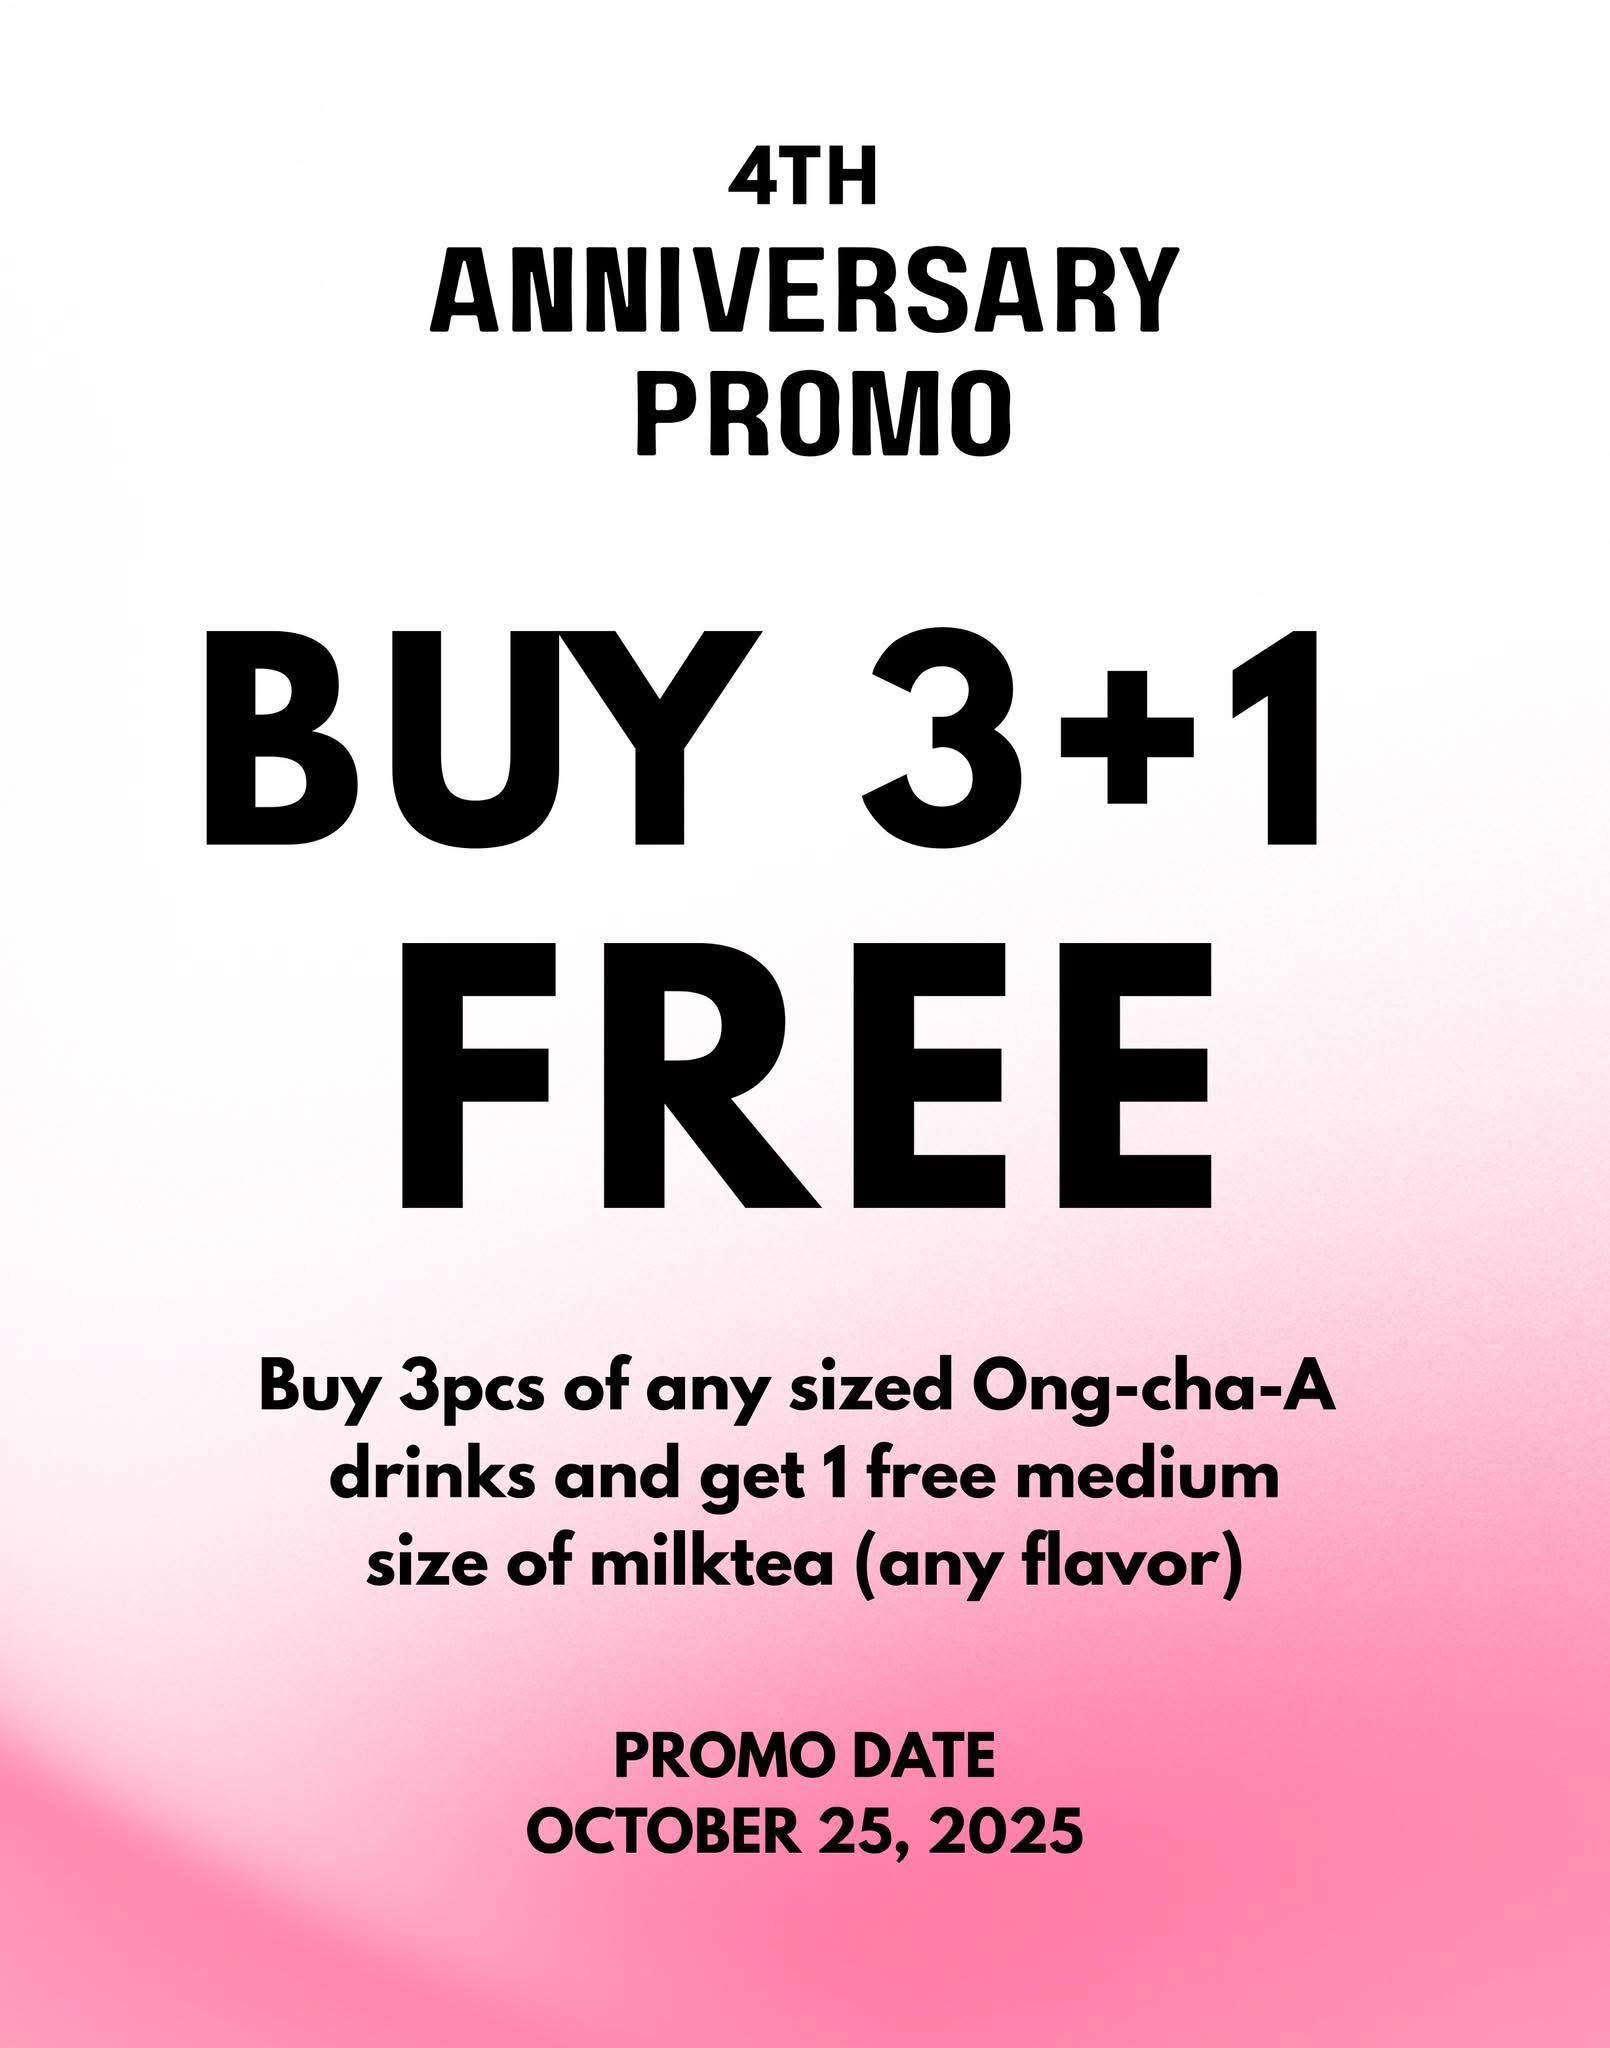 4TH
ANNIVERSARY
PROMO
BUY 3+1
FREE
Buy 3pcs of any sized Ong-cha-A
drinks and get 1 free medium
size of milktea (any flavor)
PROMO DATE
OCTOBER 25, 2025